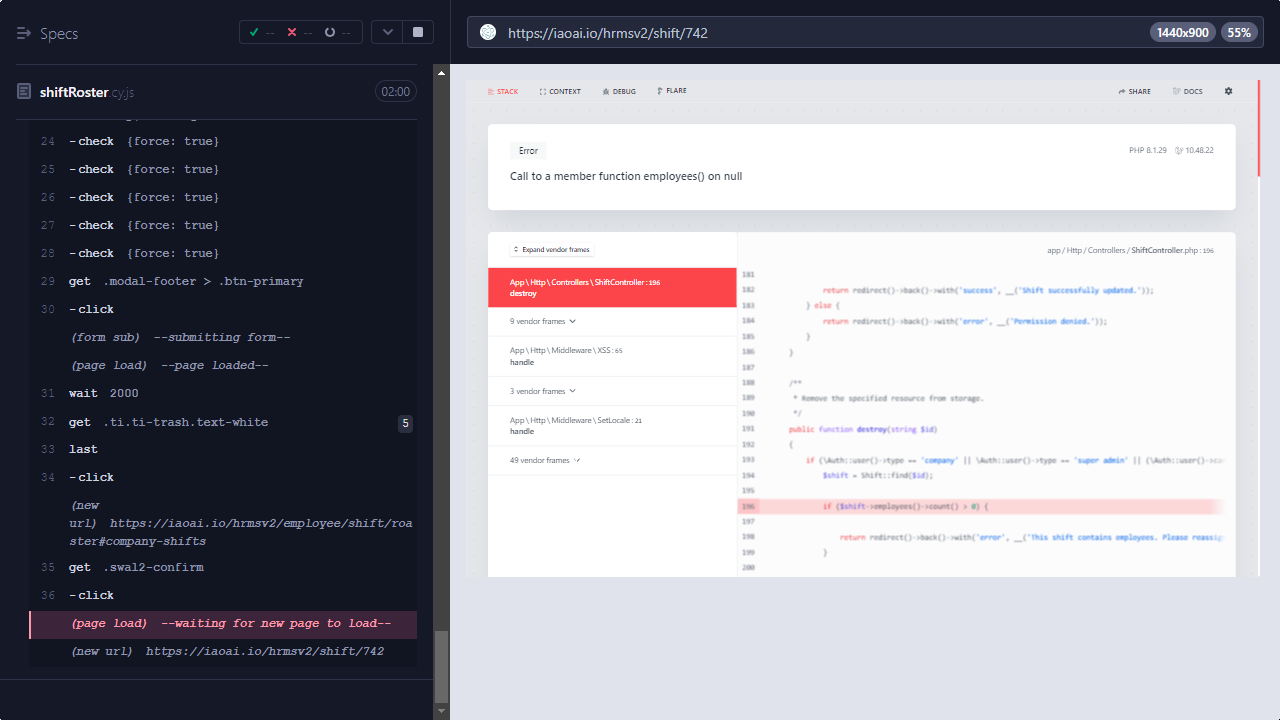 Specs
-- -- --
shiftRoster.cy.js
02:00
24 -check {force: true}
25 -check {force: true}
26 -check {force: true}
27 -check {force: true}
28 -check {force: true}
29 get .modal-footer > .btn-primary
30 -click
(form sub) --submitting form--
(page load) --page loaded--
31 wait 2000
32 get .ti.ti-trash.text-white 5
33 last
34 -click
(new
url) https://iaoai.io/hrmsv2/employee/shift/roa
ster#company-shifts
35 get .swal2-confirm
36 -click
(page load) --waiting for new page to load--
(new url) https://iaoai.io/hrmsv2/shift/742
https://iaoai.io/hrmsv2/shift/742
1440x900 55%
STACK CONTEXT DEBUG FLARE SHARE DOCS
Error
PHP 8.1.29 10.48.22
Call to a member function employees() on null
Expand vendor frames
App \ Http \ Controllers \ ShiftController : 196
destroy
9 vendor frames
App \ Http \ Middleware \ XSS : 65
handle
3 vendor frames
App \ Http \ Middleware \ SetLocale : 21
handle
49 vendor frames
app / Http / Controllers / ShiftController.php : 196
181
182 return redirect()->back()->with('success', __('Shift successfully updated.'));
183 } else {
184 return redirect()->back()->with('error', __('Permission denied.'));
185 }
186 }
187
188 /**
189 * Remove the specified resource from storage.
190 */
191 public function destroy(string $id)
192 {
193 if (\Auth::user()->type == 'company' || \Auth::user()->type == 'super admin' || (\Auth::user()->
194 $shift = Shift::find($id);
195
196 if ($shift->employees()->count() > 0) {
197
198 return redirect()->back()->with('error', __('This shift contains employees. Please
199 }
200